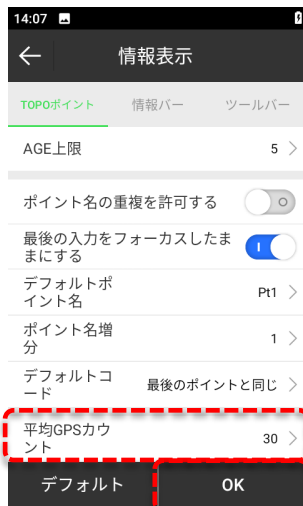 14:07
情報表示
TOPOポイント 情報バー ツールバー
AGE上限 5
ポイント名の重複を許可する
最後の入力をフォーカスしたま
まにする
デフォルトポ
イント名 Pt1
ポイント名増
分 1
デフォルトコ
ード 最後のポイントと同じ
平均GPSカウ
ント 30
デフォルト OK